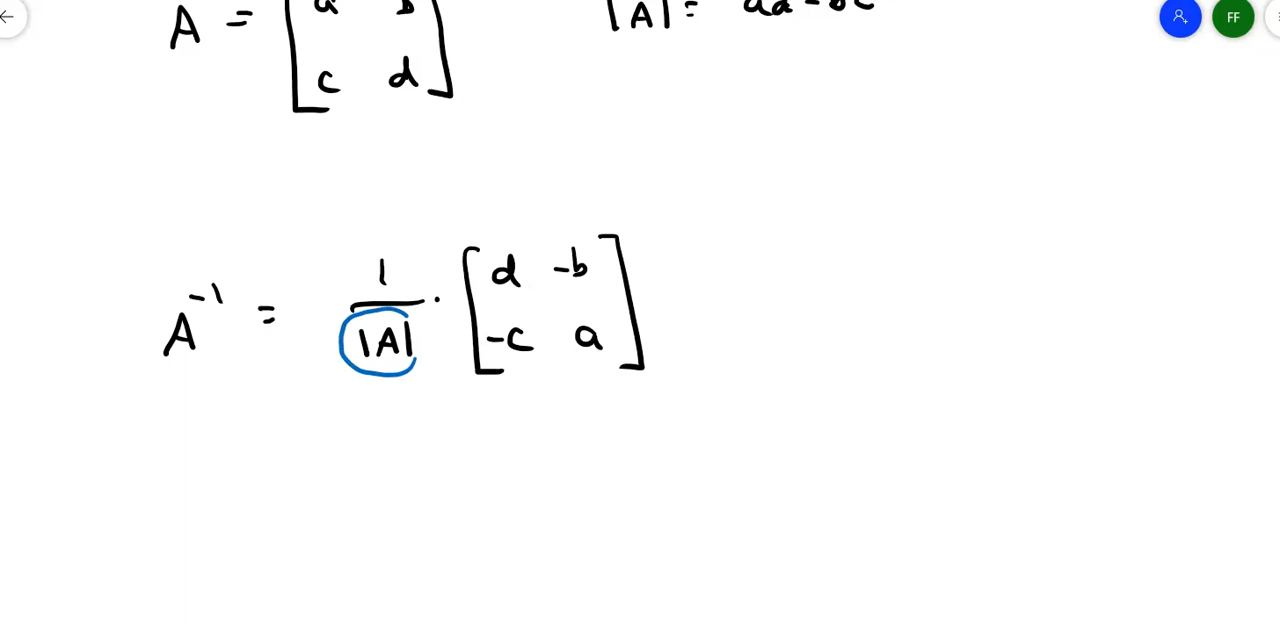 A = [a b |A| = ad - bc
c d]
FF
A⁻¹ = 1/|A| · [d -b
-c a]